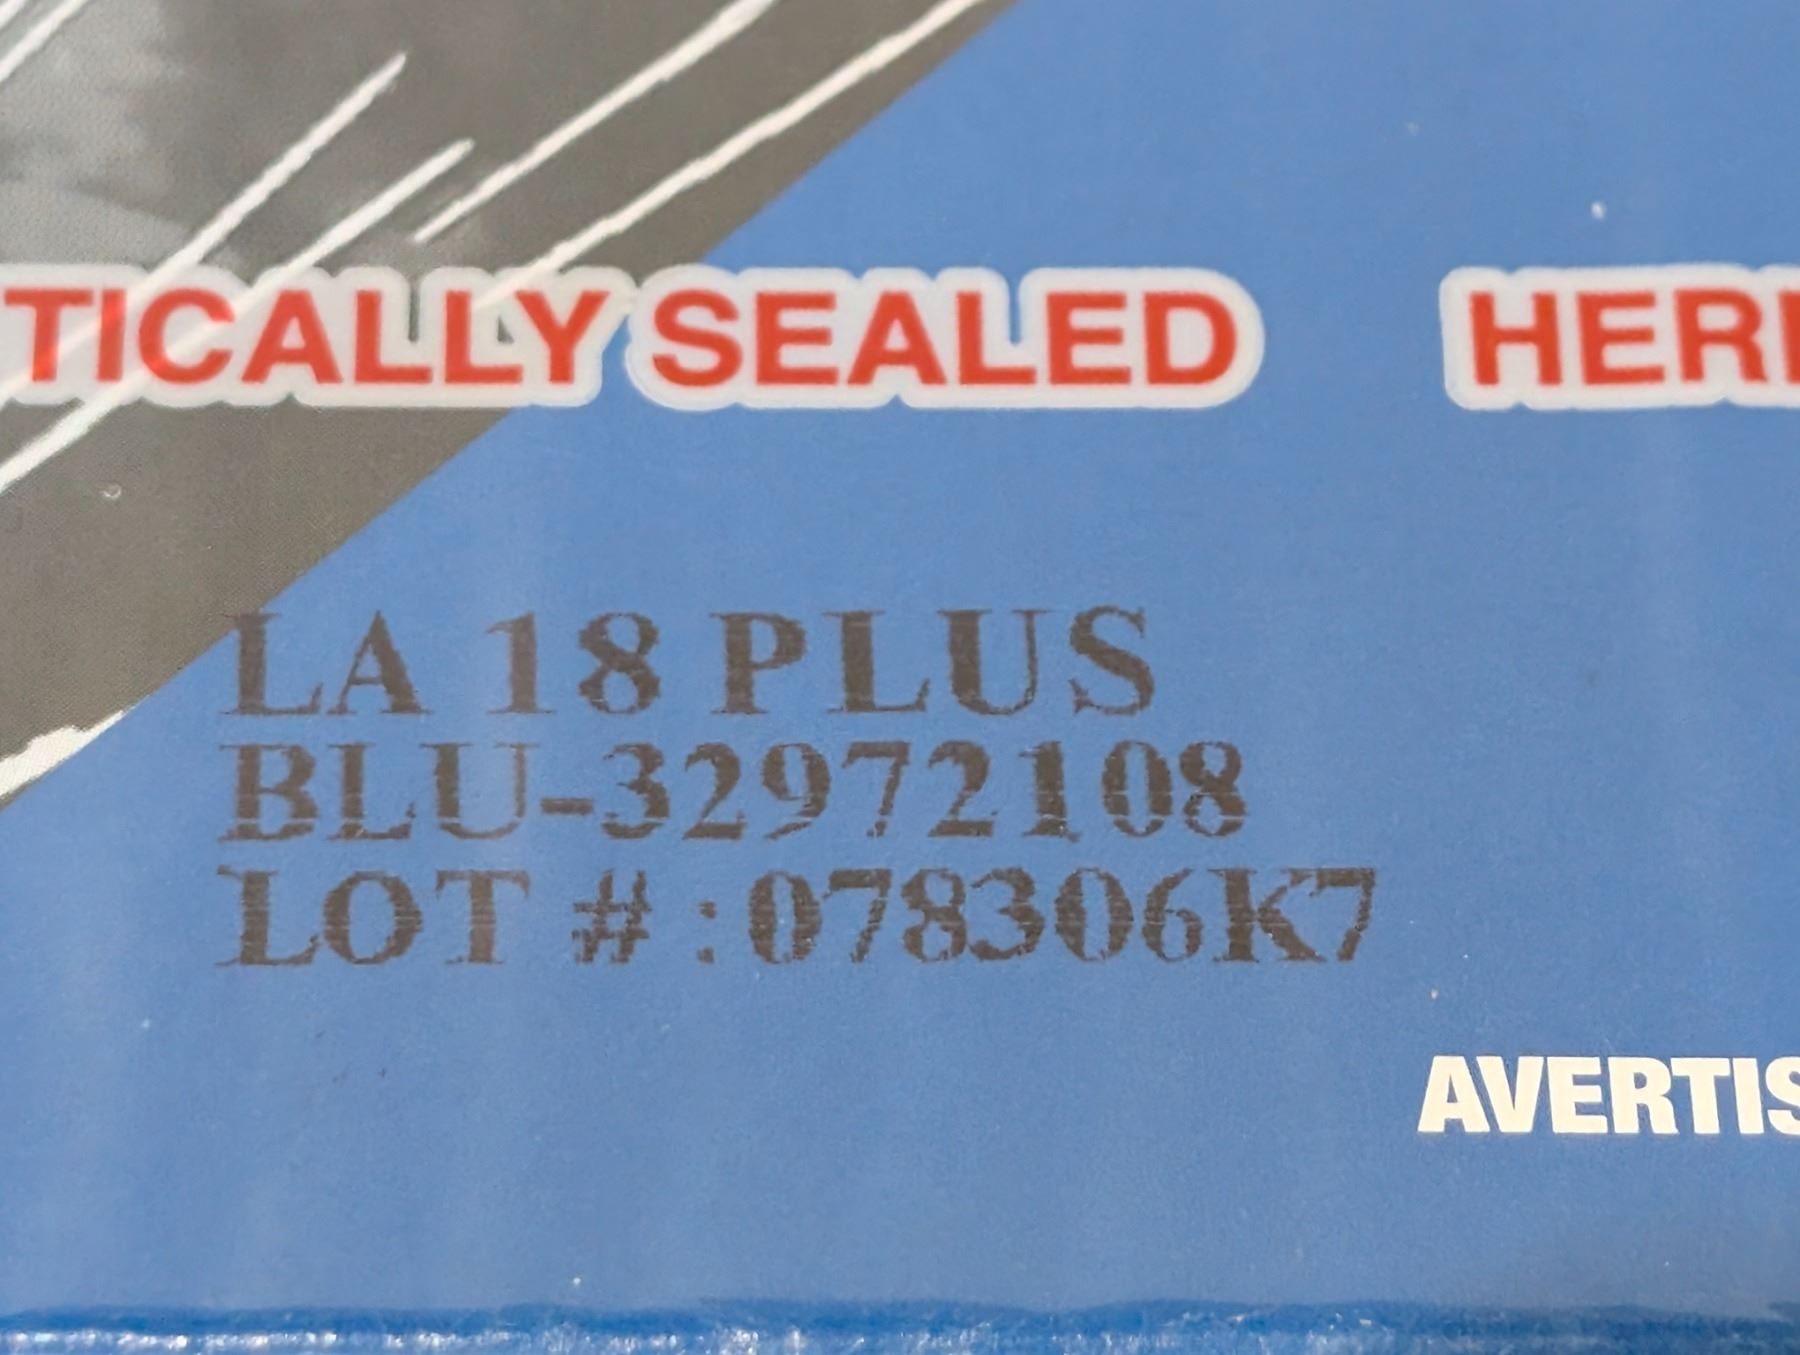 TICALLY SEALED HER
LA 18 PLUS
BLU-32972108
LOT # : 078306K7
AVERTIS